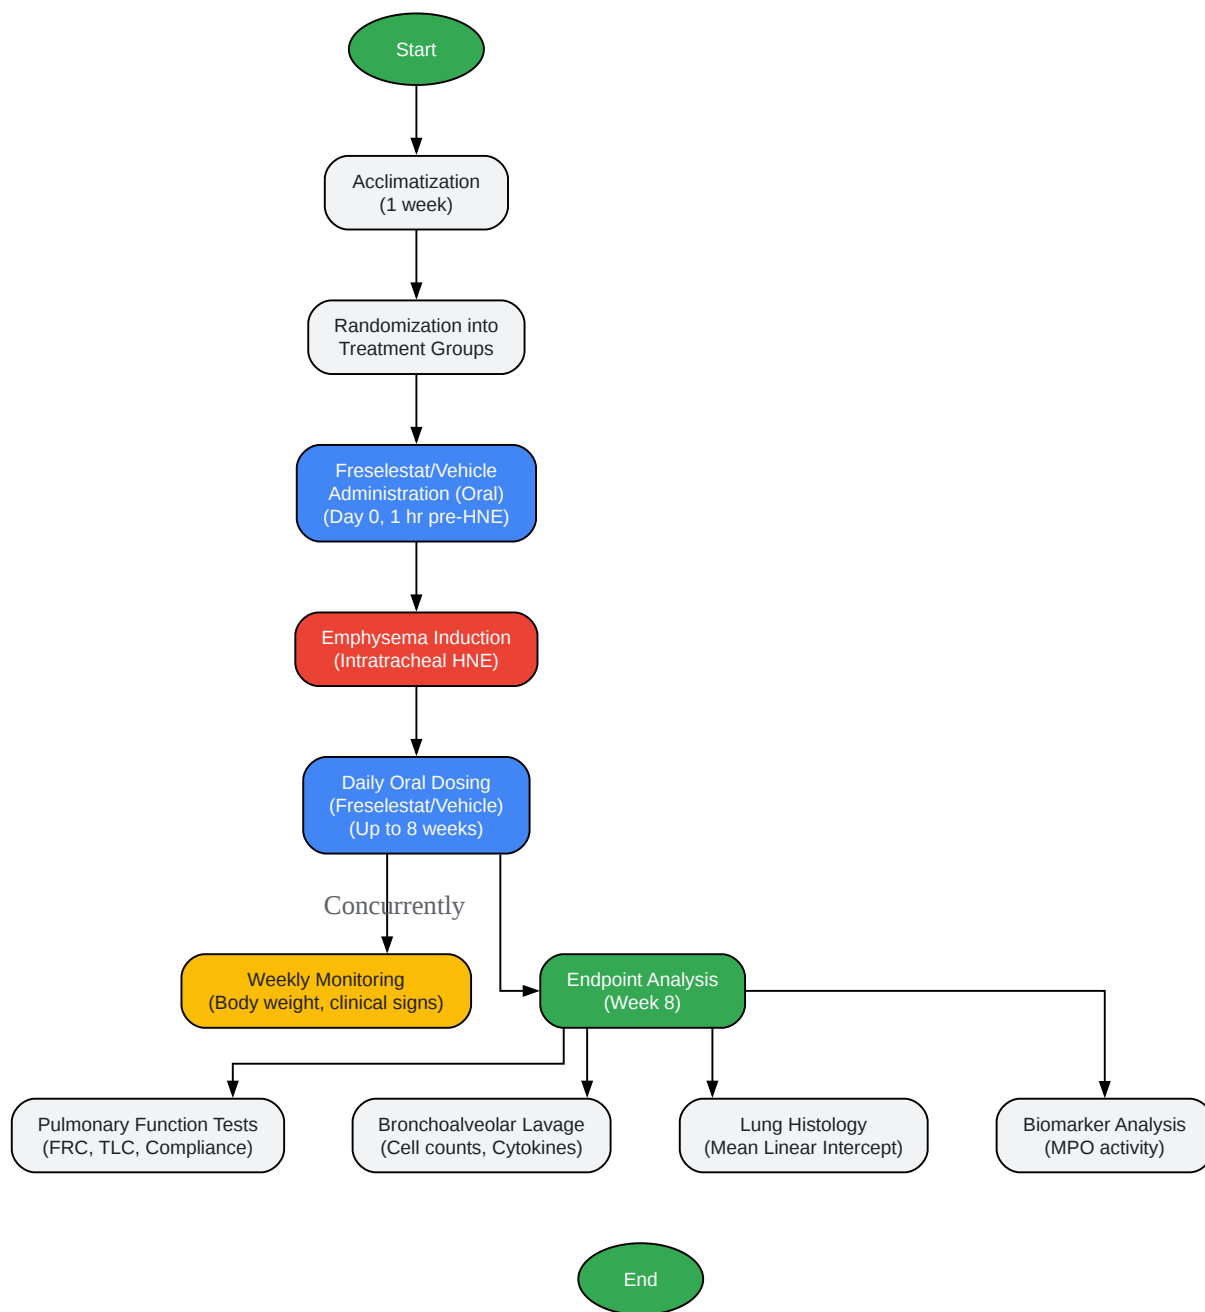 Start
Acclimatization
(1 week)
Randomization into
Treatment Groups
Freselestat/Vehicle
Administration (Oral)
(Day 0, 1 hr pre-HNE)
Emphysema Induction
(Intratracheal HNE)
Daily Oral Dosing
(Freselestat/Vehicle)
(Up to 8 weeks)
Concurrently
Weekly Monitoring
(Body weight, clinical signs)
Endpoint Analysis
(Week 8)
Pulmonary Function Tests
(FRC, TLC, Compliance)
Bronchoalveolar Lavage
(Cell counts, Cytokines)
Lung Histology
(Mean Linear Intercept)
Biomarker Analysis
(MPO activity)
End